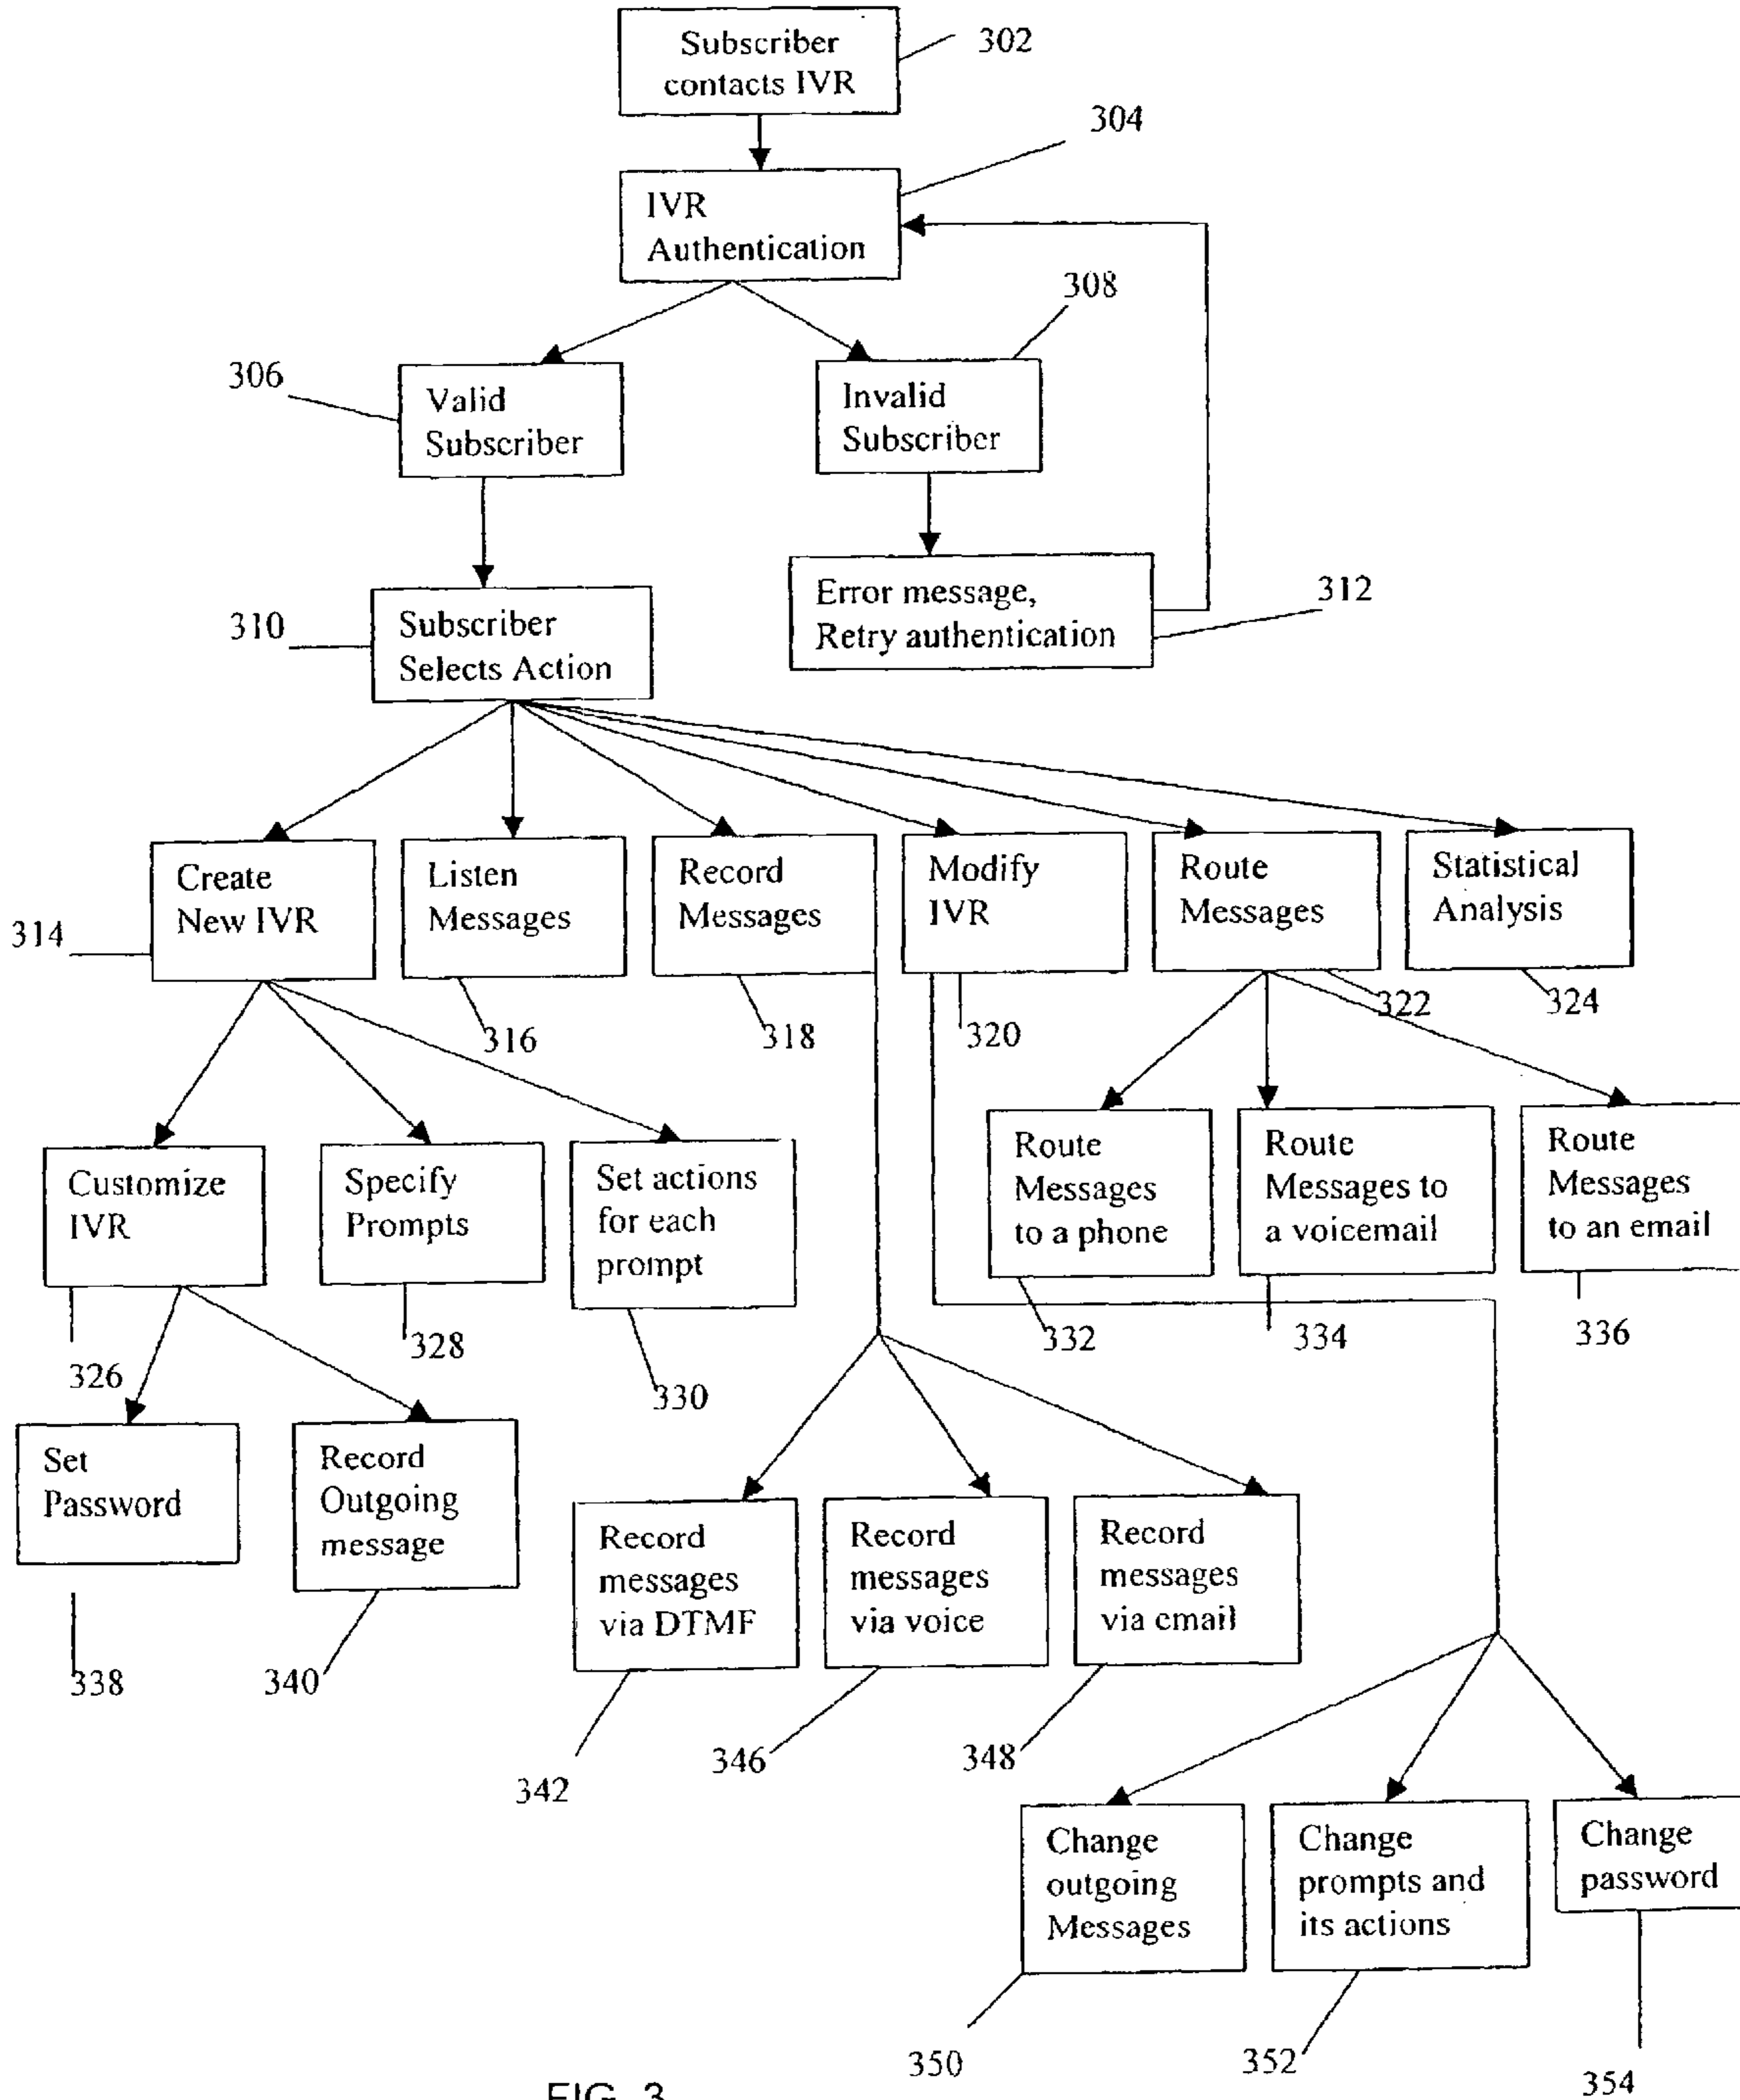 Subscriber
contacts IVR
302
304
IVR
Authentication
308
306
Valid
Subscriber
Invalid
Subscriber
310
Subscriber
Selects Action
Error message,
Retry authentication
312
314
Create
New IVR
Listen
Messages
Record
Messages
Modify
IVR
Route
Messages
Statistical
Analysis
316
318
320
322
324
Customize
IVR
Specify
Prompts
Set actions
for each
prompt
Route
Messages
to a phone
Route
Messages to
a voicemail
Route
Messages
to an email
326
328
330
332
334
336
Set
Password
Record
Outgoing
message
Record
messages
via DTMF
Record
messages
via voice
Record
messages
via email
338
340
342
346
348
Change
outgoing
Messages
Change
prompts and
its actions
Change
password
350
352
354
FIG. 3